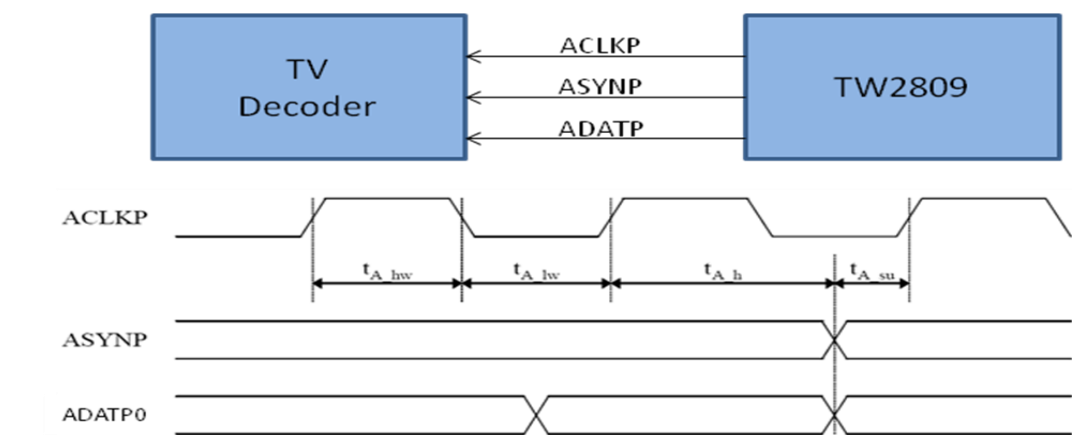 TV
Decoder
ACLKP
ASYNP
ADATP
TW2809
ACLKP
tA_hw tA_lw tA_h tA_su
ASYNP
ADATP0